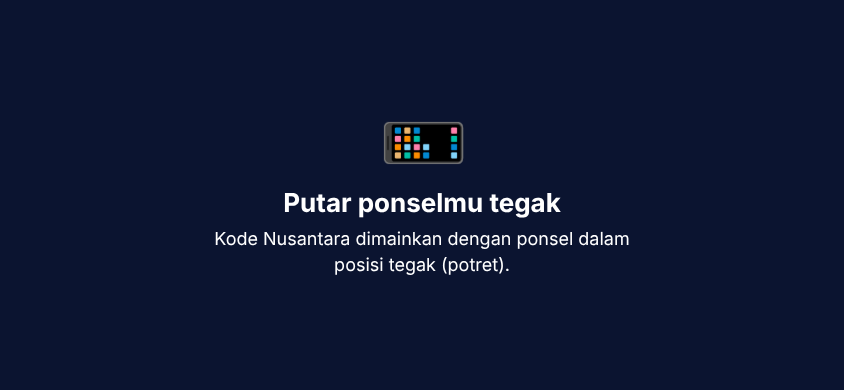 Putar ponselmu tegak
Kode Nusantara dimainkan dengan ponsel dalam
posisi tegak (potret).